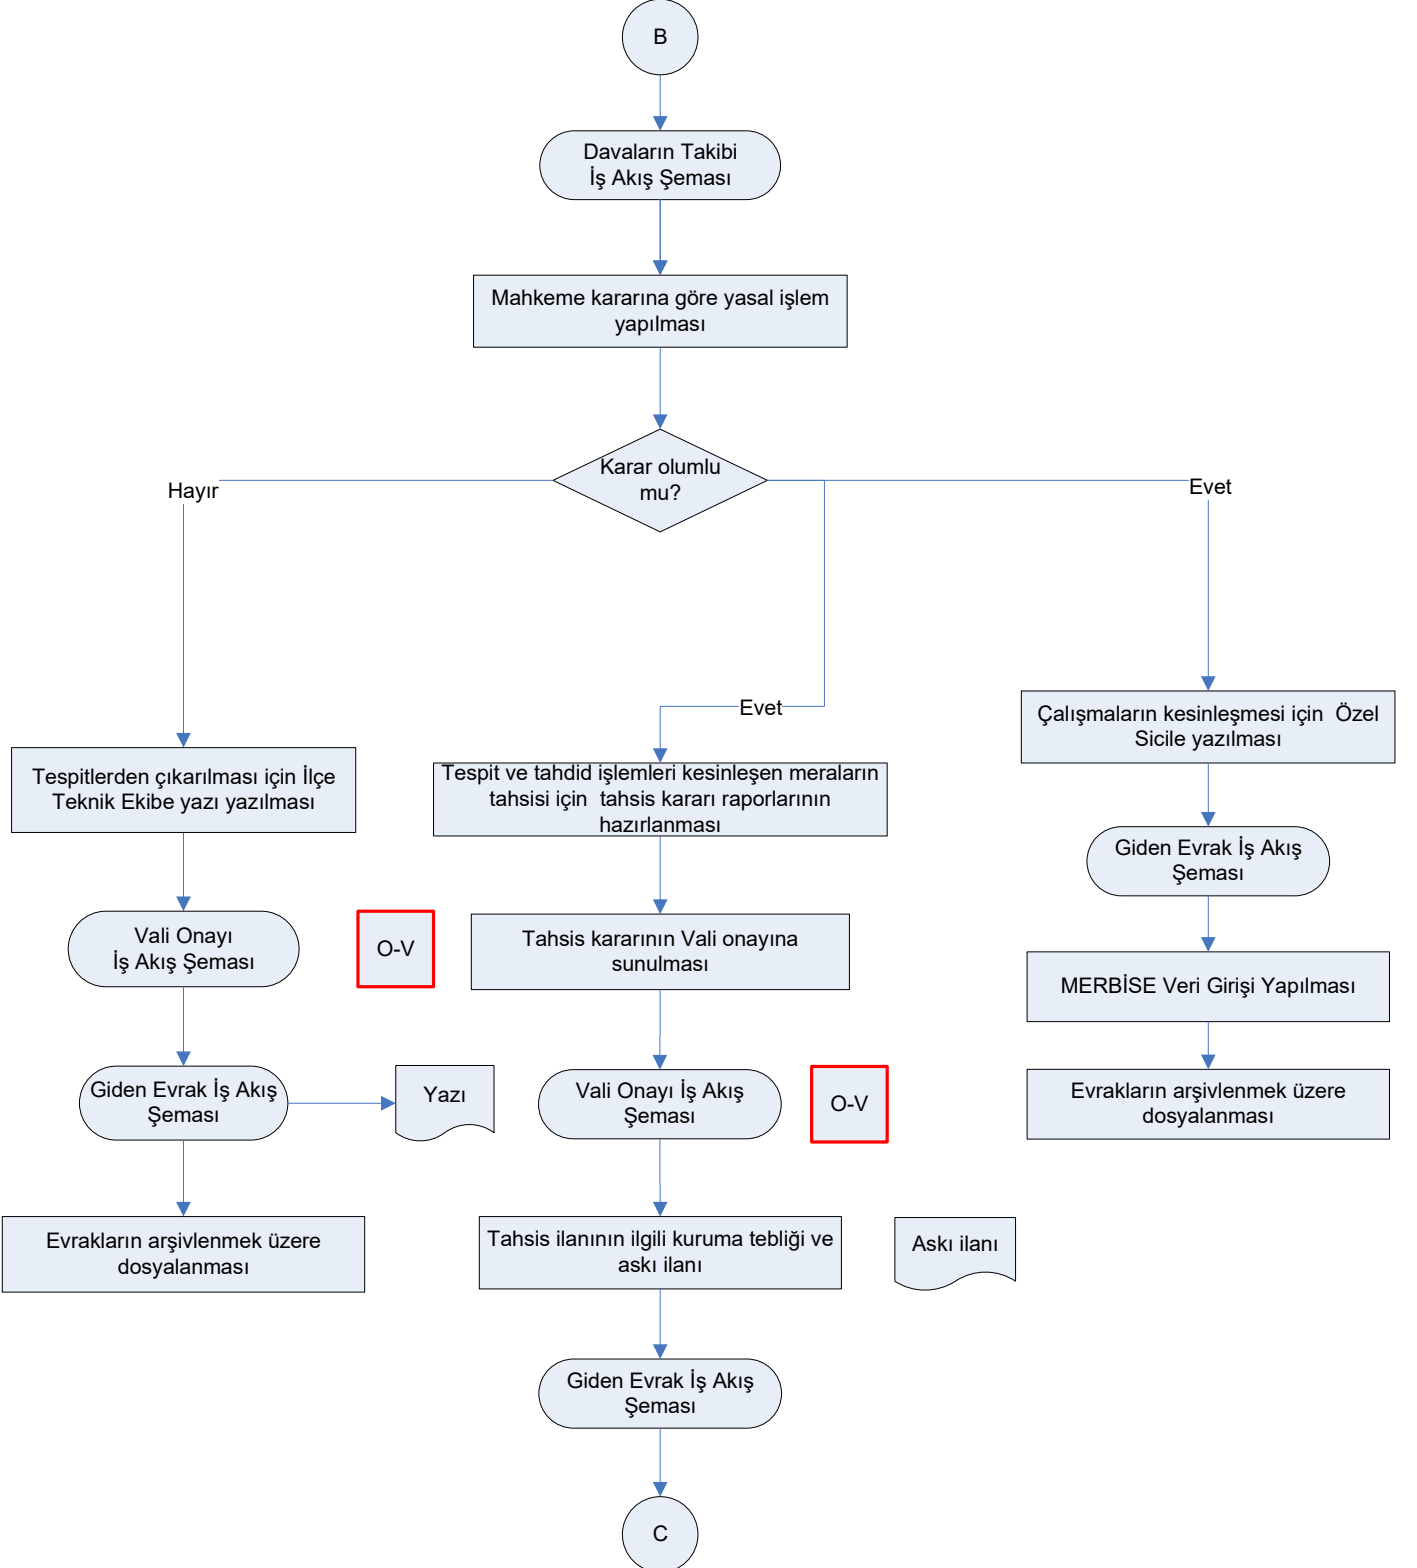 B
Davaların Takibi
İş Akış Şeması
Mahkeme kararına göre yasal işlem
yapılması
Karar olumlu
mu?
Hayır
Evet
Evet
Tespitlerden çıkarılması için İlçe
Teknik Ekibe yazı yazılması
Vali Onayı
İş Akış Şeması
O-V
Giden Evrak İş Akış
Şeması
Yazı
Evrakların arşivlenmek üzere
dosyalanması
Tespit ve tahdid işlemleri kesinleşen meraların
tahsisi için  tahsis kararı raporlarının
hazırlanması
Tahsis kararının Vali onayına
sunulması
Vali Onayı İş Akış
Şeması
O-V
Tahsis ilanının ilgili kuruma tebliği ve
askı ilanı
Askı ilanı
Giden Evrak İş Akış
Şeması
C
Çalışmaların kesinleşmesi için  Özel
Sicile yazılması
Giden Evrak İş Akış
Şeması
MERBİSE Veri Girişi Yapılması
Evrakların arşivlenmek üzere
dosyalanması